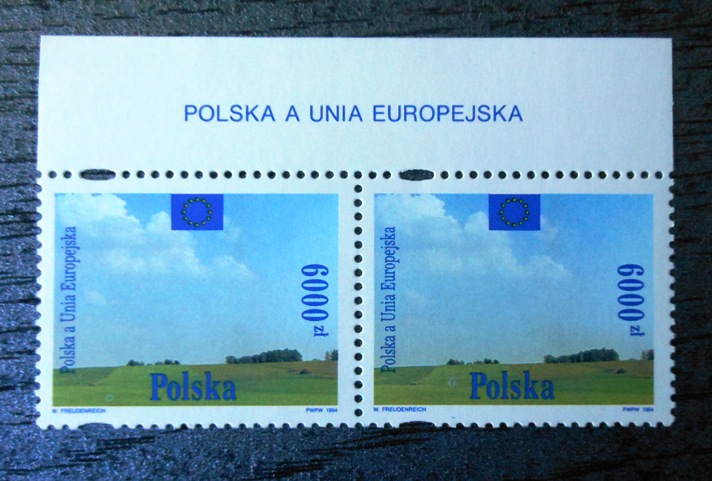 POLSKA A UNIA EUROPEJSKA
Polska a Unia Europejska
6000 zł
Polska
W. FREUDENREICH
PWPW 1994
Polska a Unia Europejska
6000 zł
Polska
W. FREUDENREICH
PWPW 1994